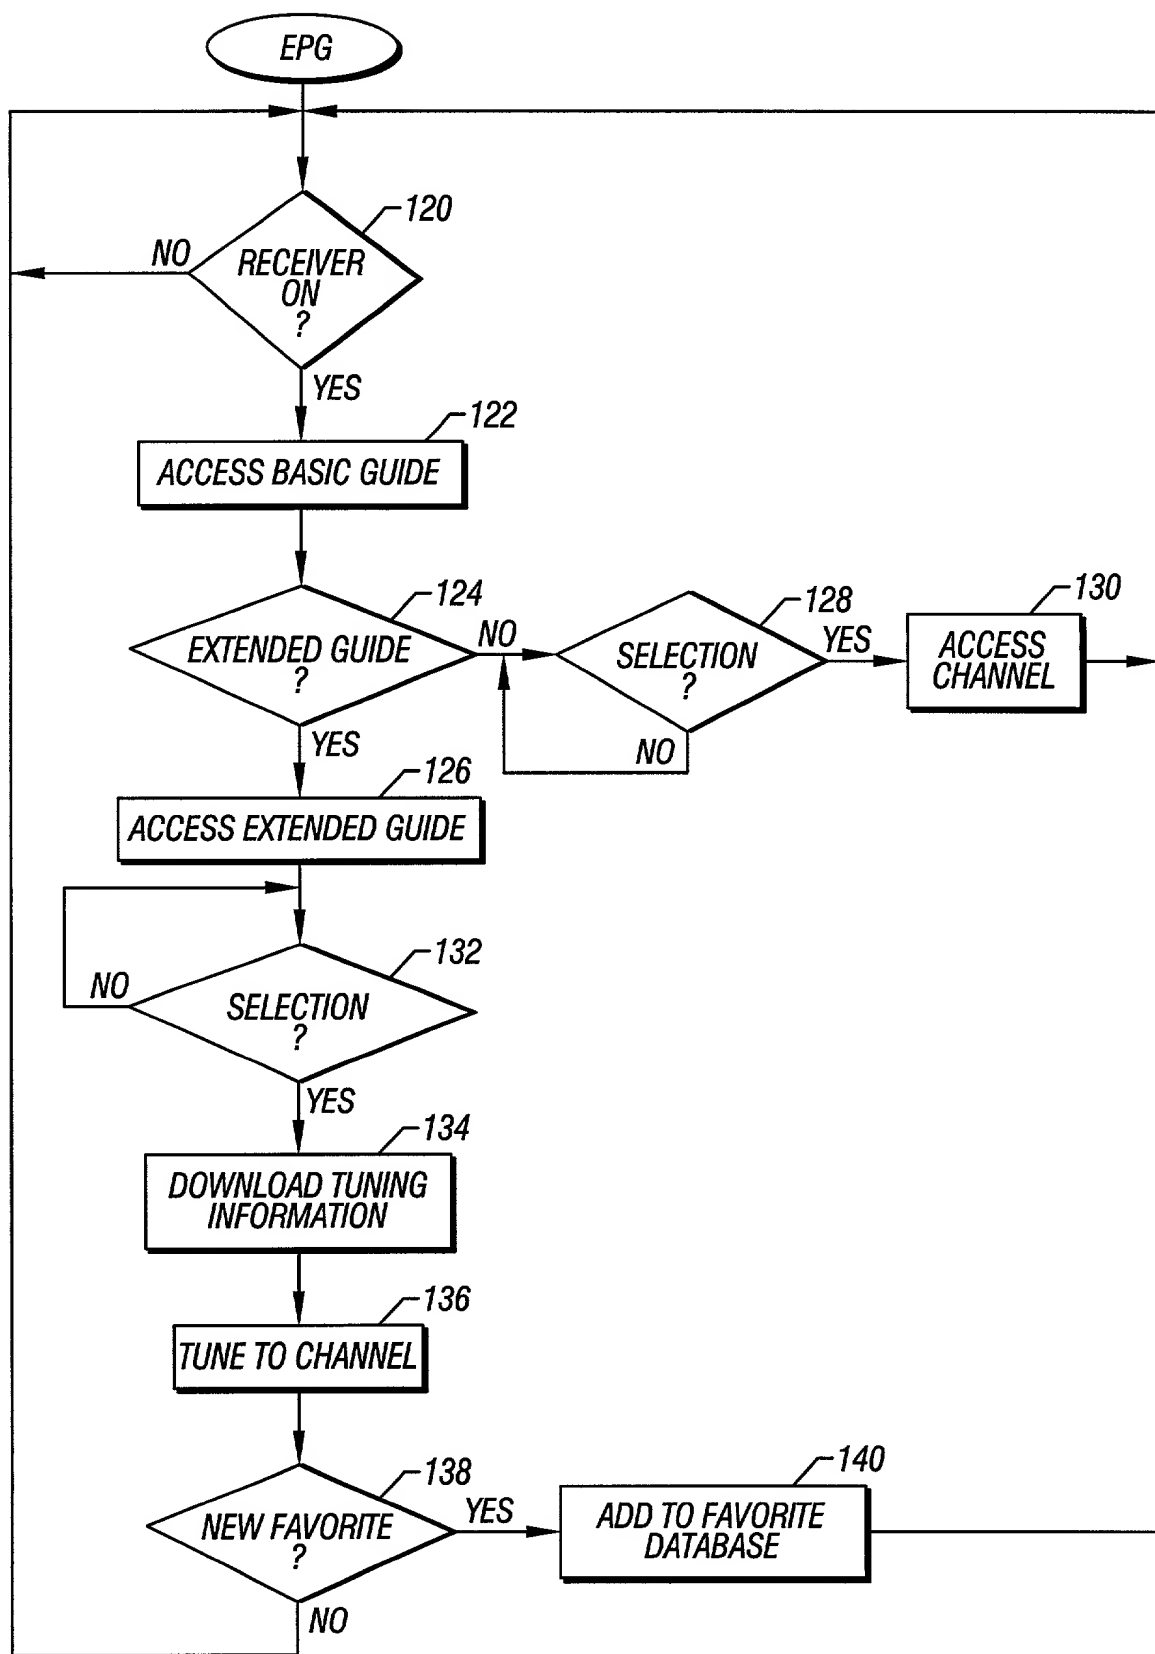 EPG
120
NO
RECEIVER
ON
?
YES
122
ACCESS BASIC GUIDE
124
EXTENDED GUIDE
?
NO
128
SELECTION
?
YES
130
ACCESS
CHANNEL
NO
YES
126
ACCESS EXTENDED GUIDE
132
NO
SELECTION
?
YES
134
DOWNLOAD TUNING
INFORMATION
136
TUNE TO CHANNEL
138
NEW FAVORITE
?
YES
140
ADD TO FAVORITE
DATABASE
NO